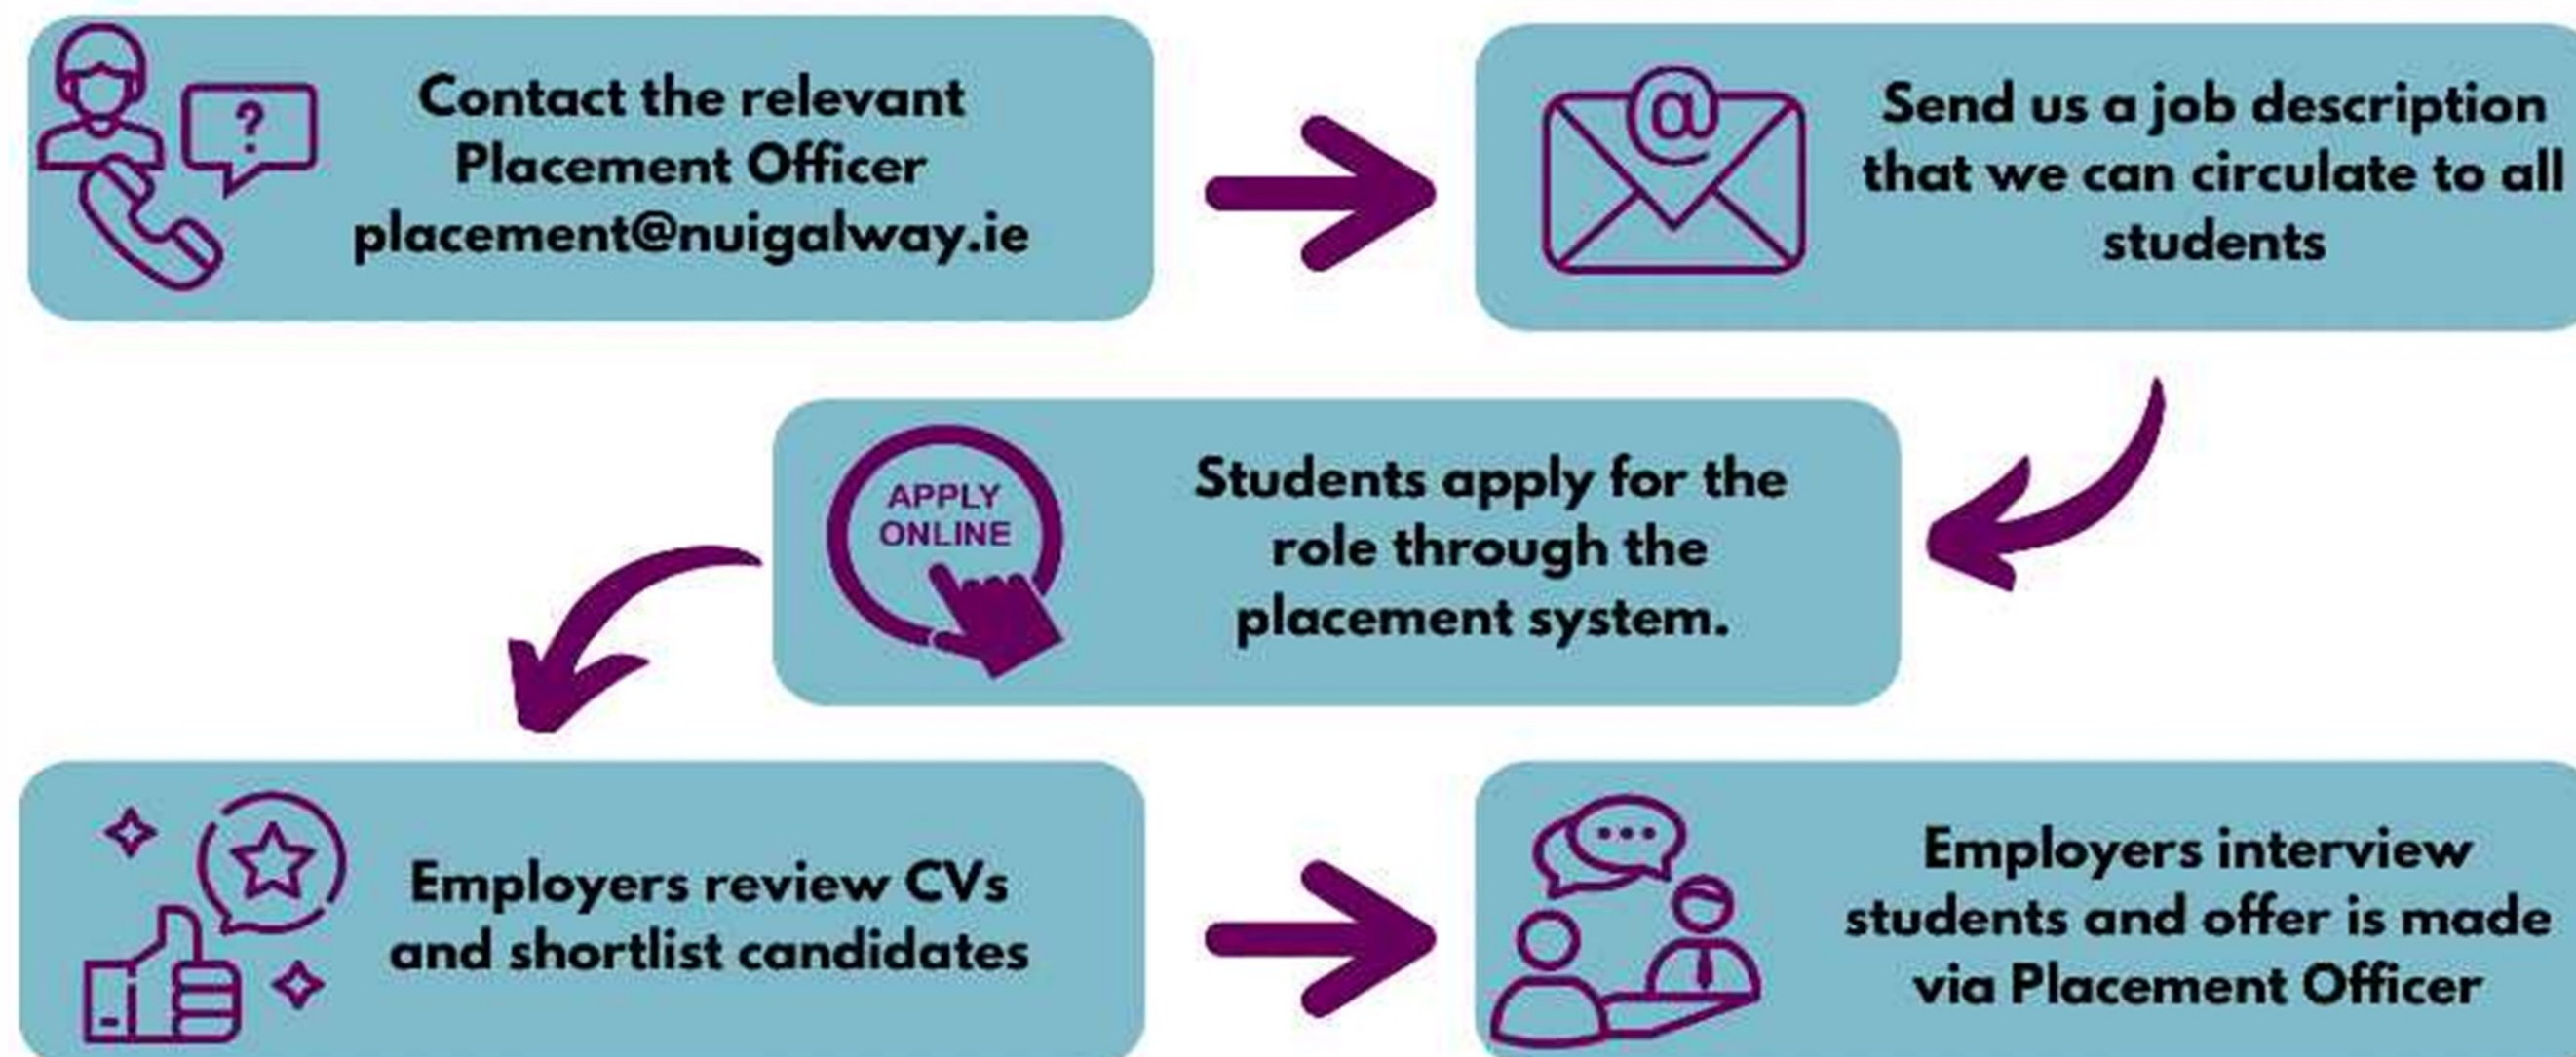 Contact the relevant
Placement Officer
placement@nuigalway.ie
?
Send us a job description
that we can circulate to all
students
@
APPLY
ONLINE
Students apply for the
role through the
placement system.
Employers review CVs
and shortlist candidates
Employers interview
students and offer is made
via Placement Officer